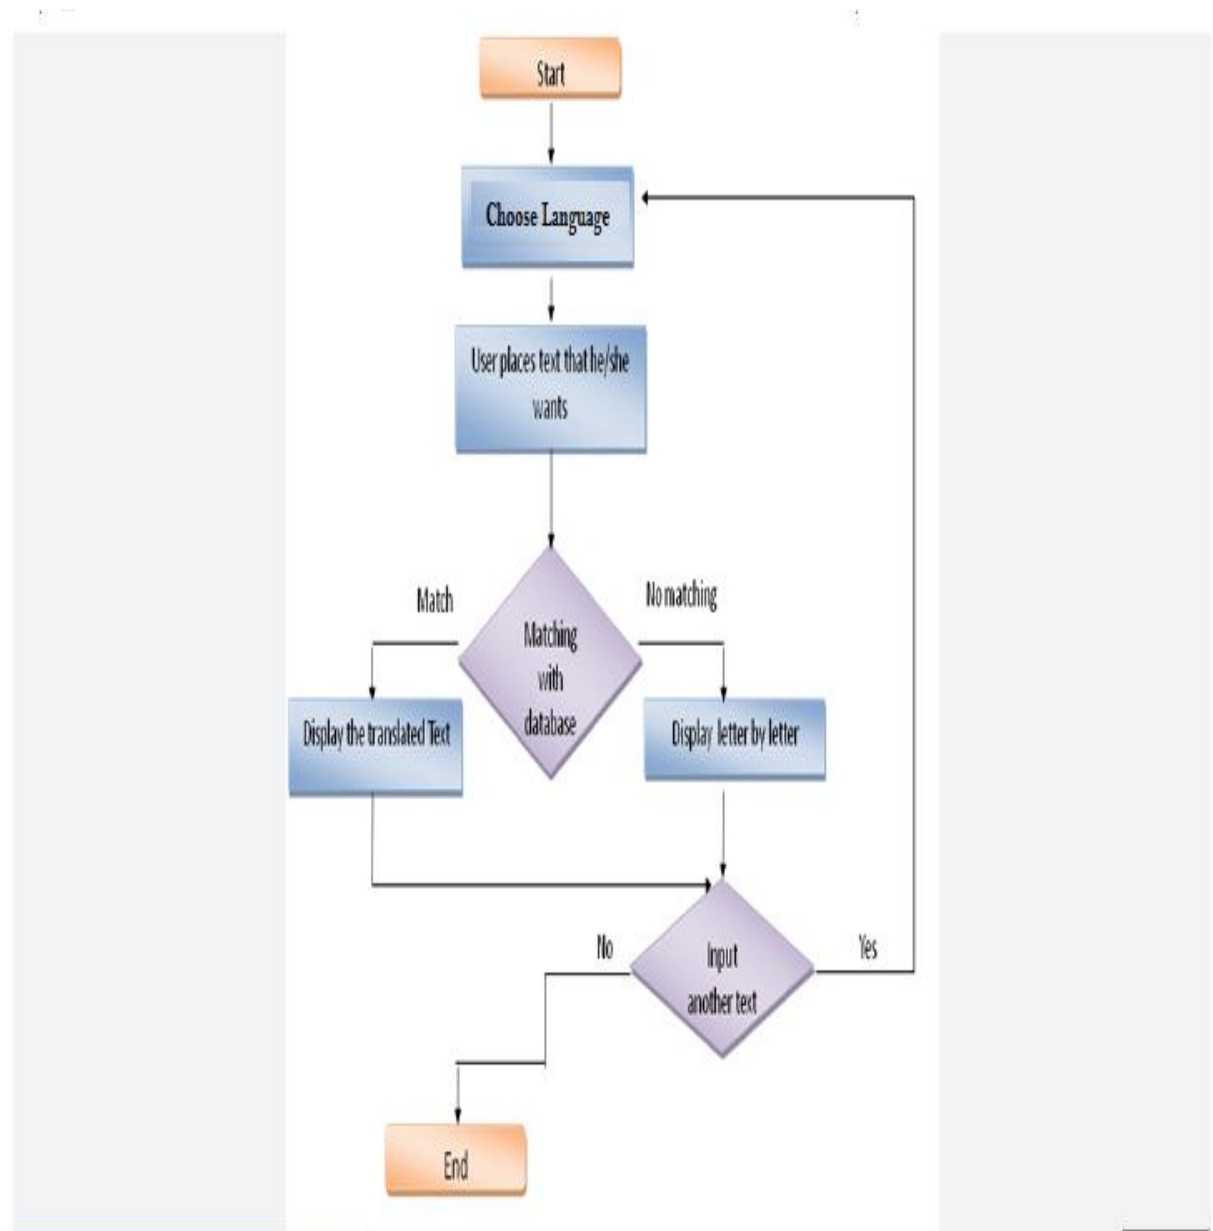 Start
Choose Language
User places text that he/she
wants
Match
No matching
Matching
with
database
Display the translated Text
Display letter by letter
No
Yes
Input
another text
End